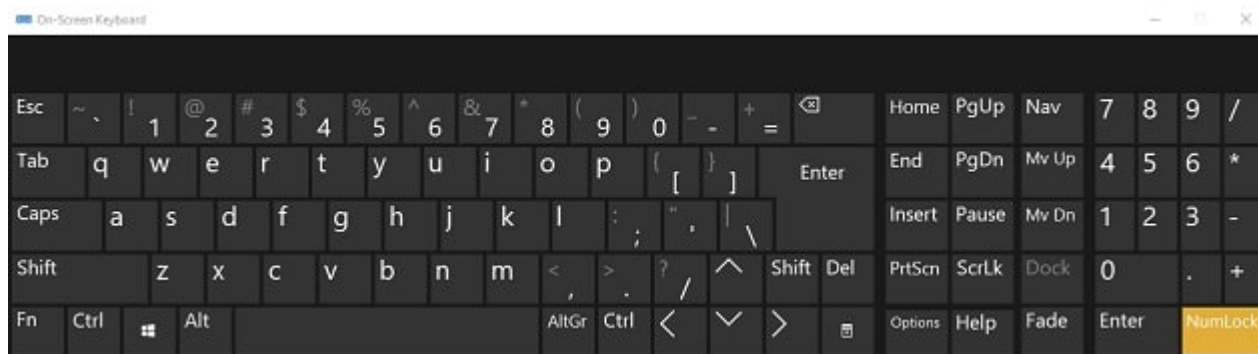 On-Screen Keyboard
Esc ~ ` ! 1 @ 2 # 3 $ 4 % 5 ^ 6 & 7 * 8 ( 9 ) 0 _ - + = Home PgUp Nav 7 8 9 /
Tab q w e r t y u i o p { [ } ] Enter End PgDn Mv Up 4 5 6 *
Caps a s d f g h j k l : ; " ' | \ Insert Pause Mv Dn 1 2 3 -
Shift z x c v b n m < , > . ? / Shift Del PrtScn ScrLk Dock 0 . +
Fn Ctrl Alt AltGr Ctrl Options Help Fade Enter NumLock